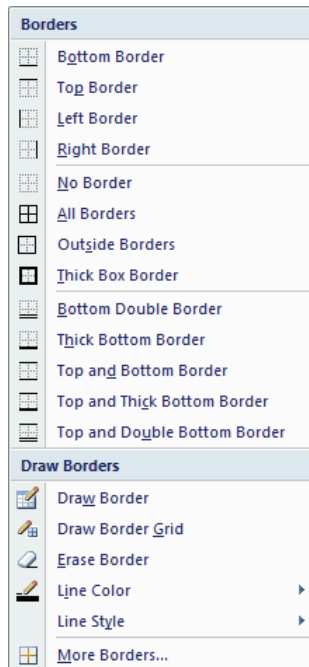 Borders
Bottom Border
Top Border
Left Border
Right Border
No Border
All Borders
Outside Borders
Thick Box Border
Bottom Double Border
Thick Bottom Border
Top and Bottom Border
Top and Thick Bottom Border
Top and Double Bottom Border
Draw Borders
Draw Border
Draw Border Grid
Erase Border
Line Color
Line Style
More Borders...